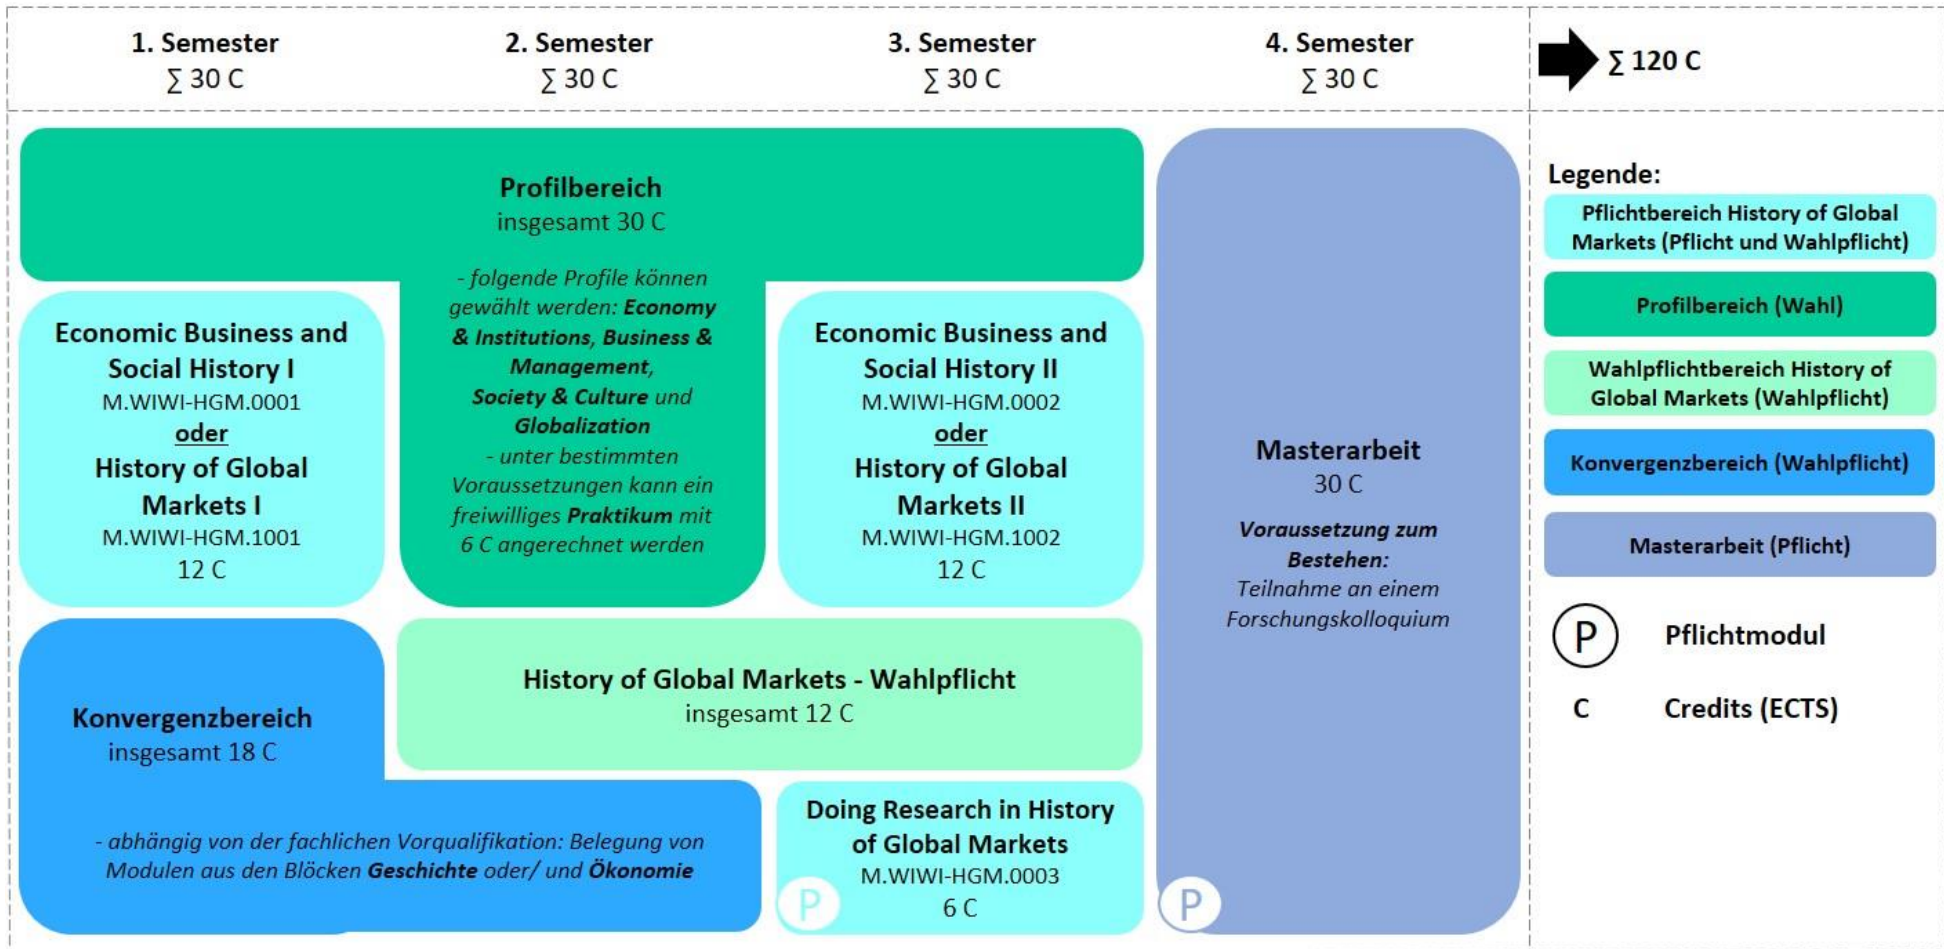 1. Semester
∑ 30 C
2. Semester
∑ 30 C
3. Semester
∑ 30 C
4. Semester
∑ 30 C
∑ 120 C
Profilbereich
insgesamt 30 C
- folgende Profile können
gewählt werden: Economy
& Institutions, Business &
Management,
Society & Culture und
Globalization
- unter bestimmten
Voraussetzungen kann ein
freiwilliges Praktikum mit
6 C angerechnet werden
Economic Business and
Social History I
M.WIWI-HGM.0001
oder
History of Global
Markets I
M.WIWI-HGM.1001
12 C
Economic Business and
Social History II
M.WIWI-HGM.0002
oder
History of Global
Markets II
M.WIWI-HGM.1002
12 C
Konvergenzbereich
insgesamt 18 C
- abhängig von der fachlichen Vorqualifikation: Belegung von
Modulen aus den Blöcken Geschichte oder/ und Ökonomie
History of Global Markets - Wahlpflicht
insgesamt 12 C
Doing Research in History
of Global Markets
M.WIWI-HGM.0003
6 C
P
Masterarbeit
30 C
Voraussetzung zum
Bestehen:
Teilnahme an einem
Forschungskolloquium
P
Legende:
Pflichtbereich History of Global
Markets (Pflicht und Wahlpflicht)
Profilbereich (Wahl)
Wahlpflichtbereich History of
Global Markets (Wahlpflicht)
Konvergenzbereich (Wahlpflicht)
Masterarbeit (Pflicht)
P Pflichtmodul
C Credits (ECTS)